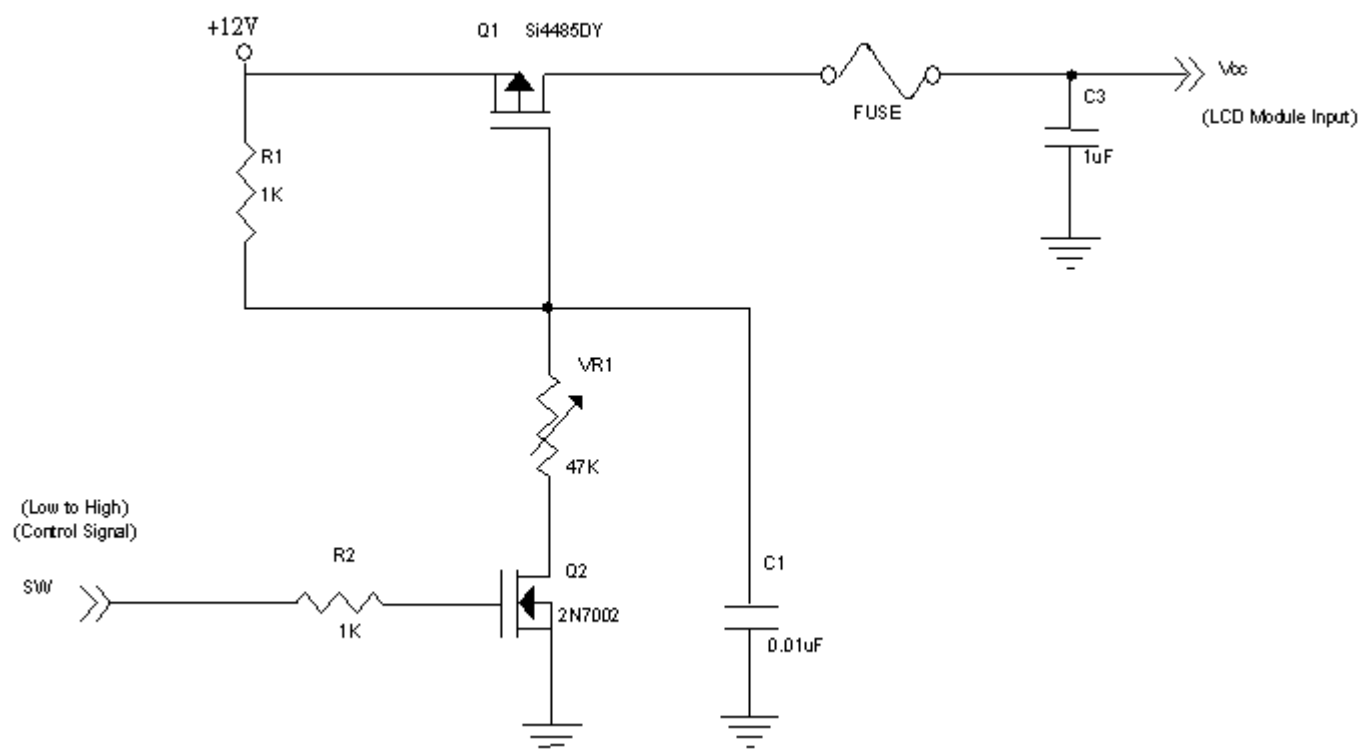 +12V
Q1 Si4485DY
FUSE
Vcc
C3
(LCD Module Input)
1uF
R1
1K
VR1
47K
(Low to High)
(Control Signal)
SW
R2
1K
Q2
2N7002
C1
0.01uF